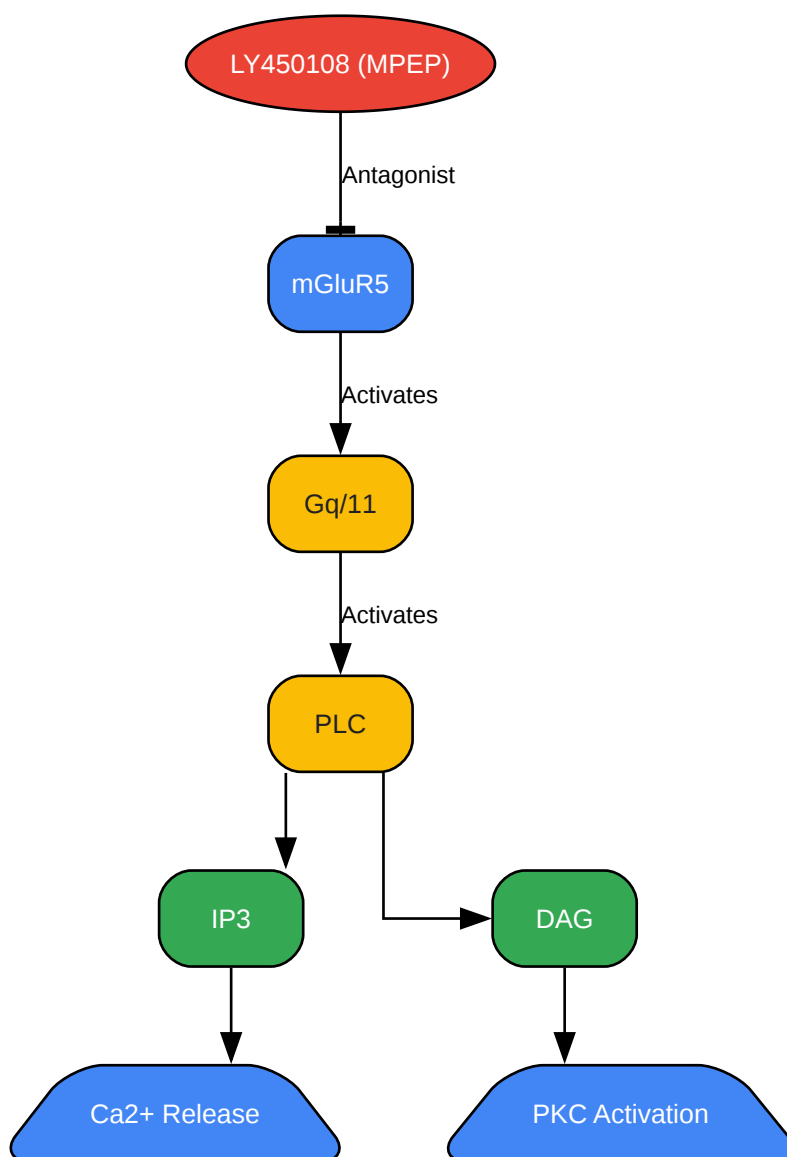 LY450108 (MPEP)
Antagonist
mGluR5
Activates
Gq/11
Activates
PLC
IP3
DAG
Ca2+ Release
PKC Activation